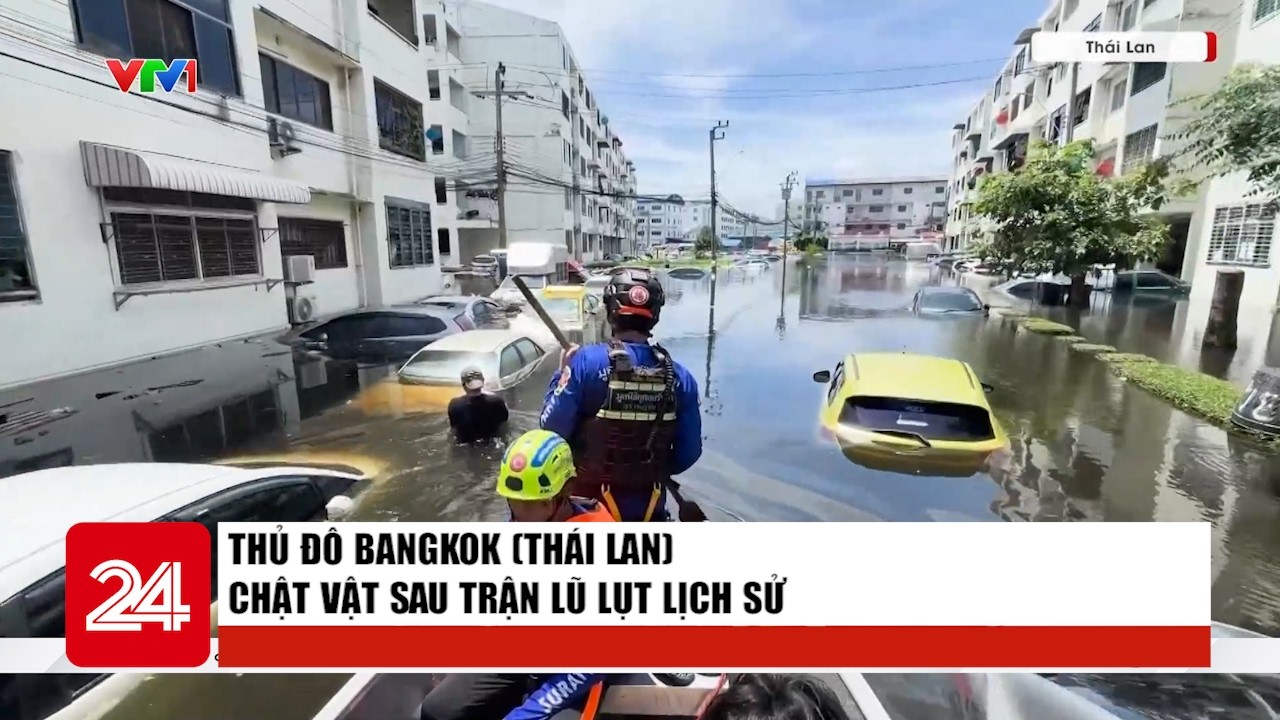 VTV1
Thái Lan
24
THỦ ĐÔ BANGKOK (THÁI LAN)
CHẬT VẬT SAU TRẬN LŨ LỤT LỊCH SỬ